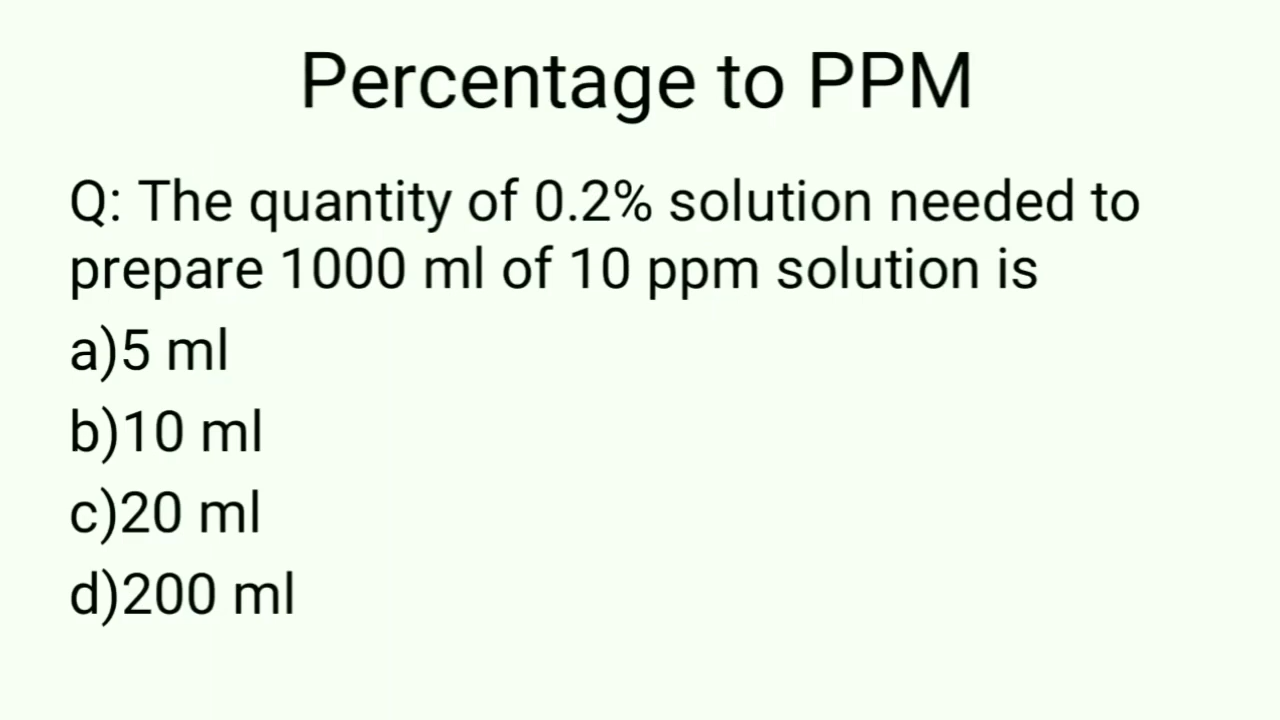 Percentage to PPM
Q: The quantity of 0.2% solution needed to
prepare 1000 ml of 10 ppm solution is
a)5 ml
b)10 ml
c)20 ml
d)200 ml